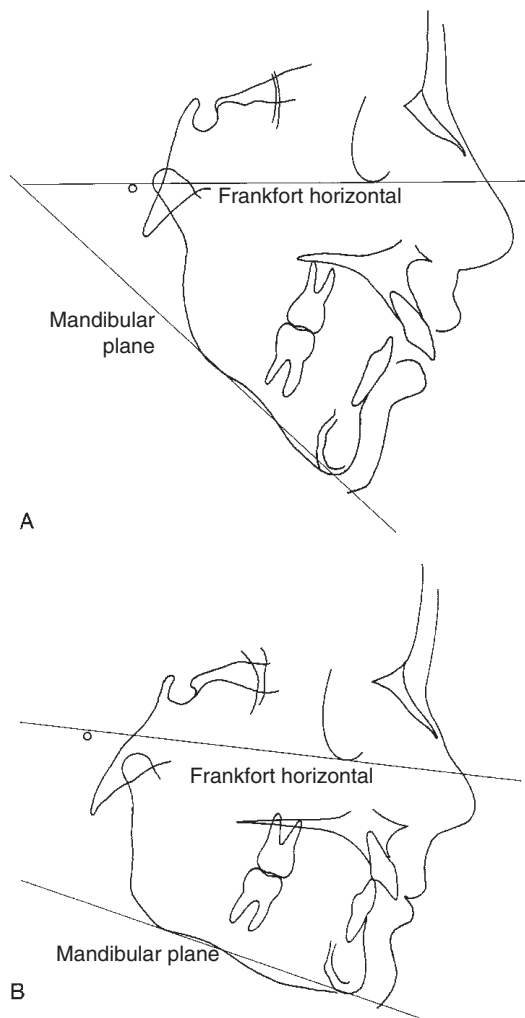 Frankfort horizontal
Mandibular
plane
A
Frankfort horizontal
Mandibular plane
B